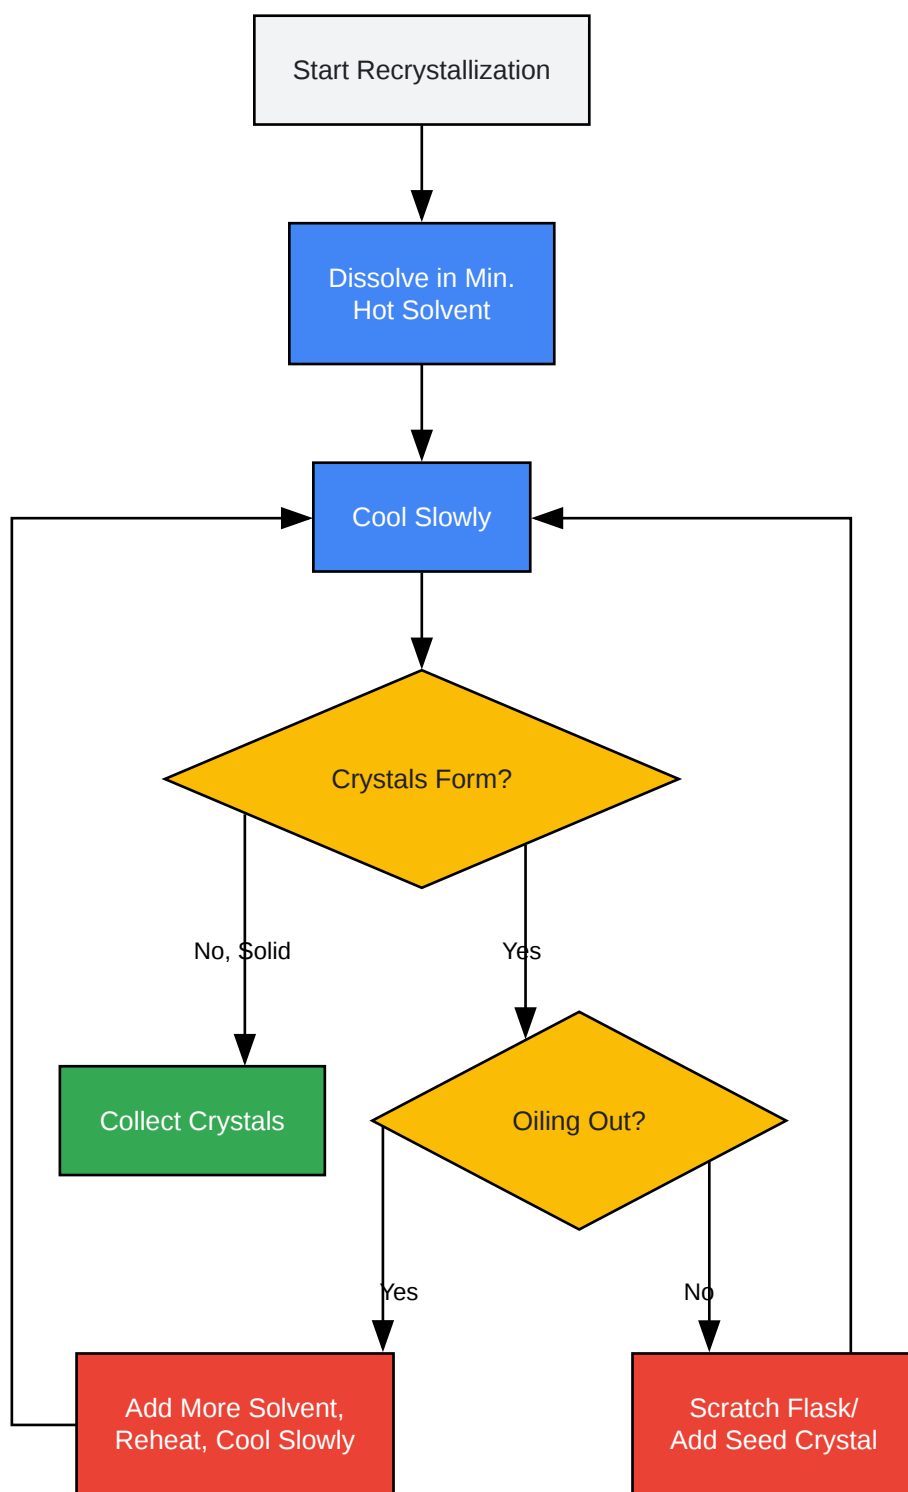 Start Recrystallization
Dissolve in Min.
Hot Solvent
Cool Slowly
Crystals Form?
No, Solid
Yes
Collect Crystals
Oiling Out?
Yes
No
Add More Solvent,
Reheat, Cool Slowly
Scratch Flask/
Add Seed Crystal